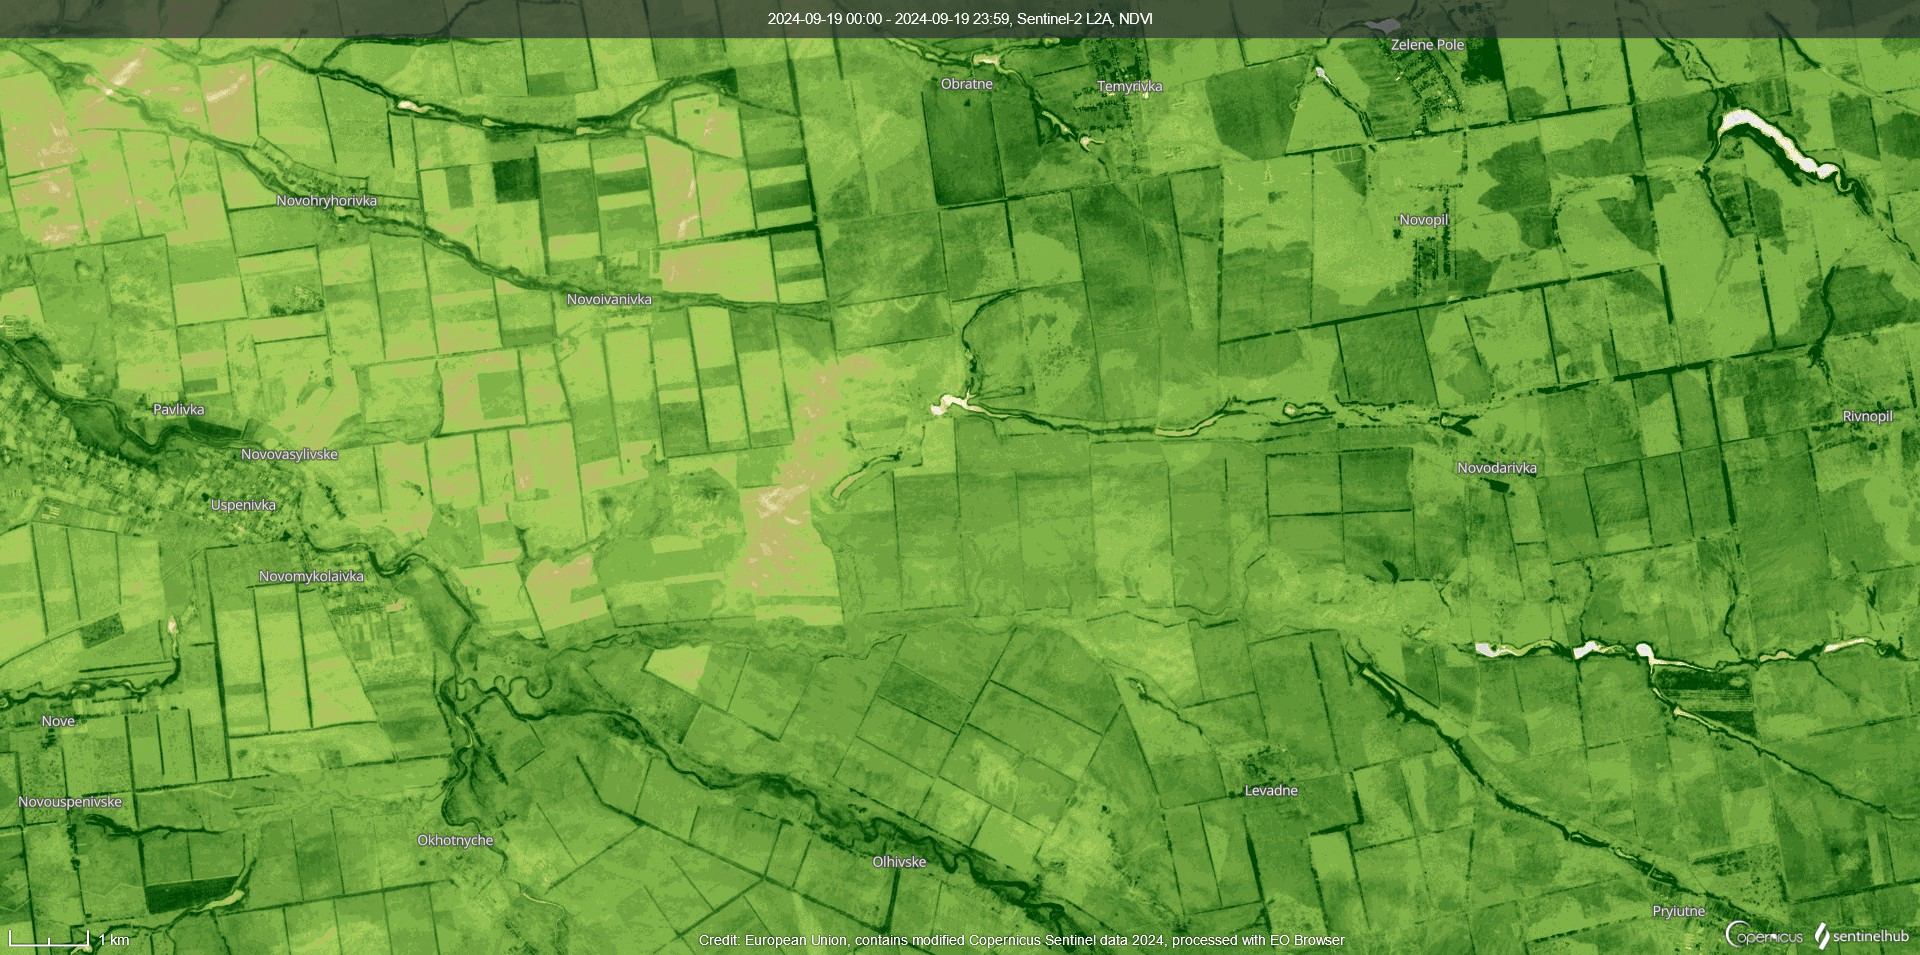 2024-09-19 00:00 - 2024-09-19 23:59, Sentinel-2 L2A, NDVI
Zelene Pole
Obratne
Temyrivka
Novohryhorivka
Novopil
Novoivanivka
Pavlivka
Rivnopil
Novovasylivske
Novodarivka
Uspenivka
Novomykolaivka
Nove
Levadne
Novouspenivske
Okhotnyche
Olhivske
Pryiutne
1 km
Credit: European Union, contains modified Copernicus Sentinel data 2024, processed with EO Browser
opernicus
sentinelhub